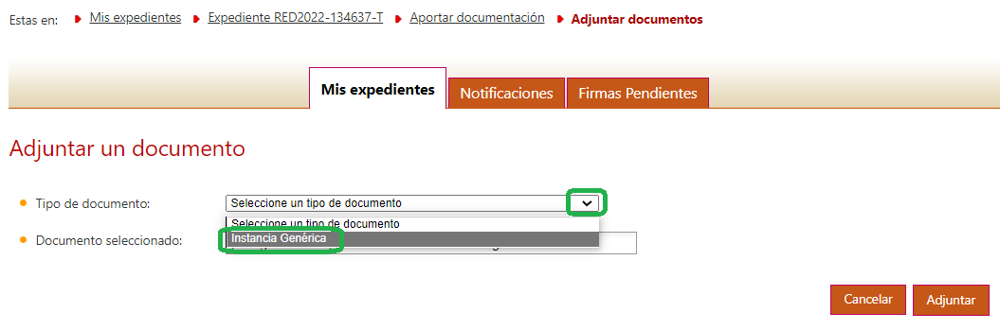 Estas en: Mis expedientes Expediente RED2022-134637-T Aportar documentación Adjuntar documentos
Mis expedientes Notificaciones Firmas Pendientes
Adjuntar un documento
Tipo de documento: Seleccione un tipo de documento
Seleccione un tipo de documento
Documento seleccionado: Instancia Genérica
Cancelar Adjuntar